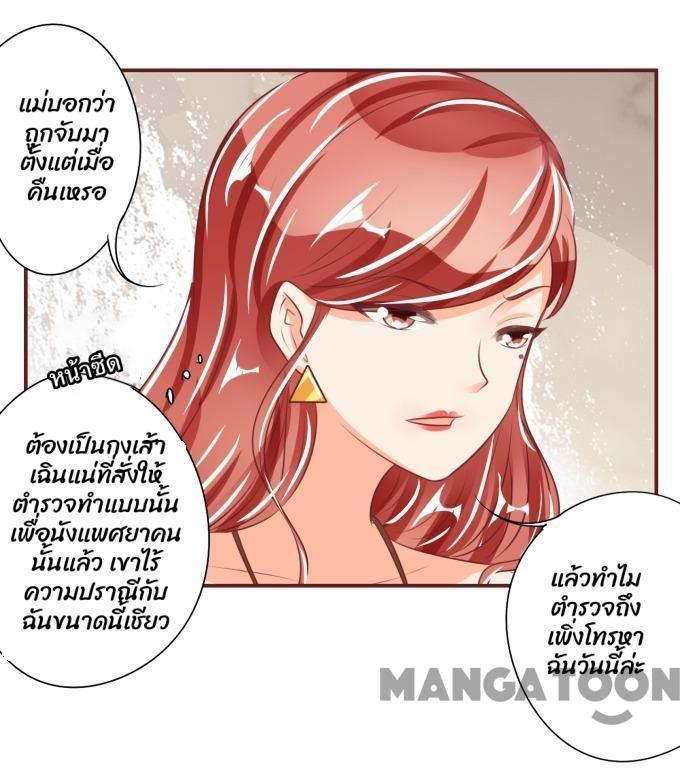 แม่บอกว่า
ถูกจับมา
ตั้งแต่เมื่อ
คืนเหรอ
หน้าซีด
ต้องเป็นกงเส้า
เฉินแน่ที่สั่งให้
ตำรวจทำแบบนั้น
เพื่อนังแพศยาคน
นั้นแล้ว เขาไร้
ความปราณีกับ
ฉันขนาดนี้เชียว
แล้วทำไม
ตำรวจถึง
เพิ่งโทรหา
ฉันวันนี้ล่ะ
MANGATOON